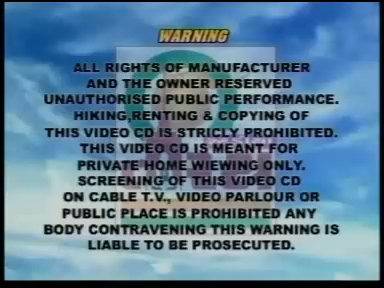 WARNING
ALL RIGHTS OF MANUFACTURER
AND THE OWNER RESERVED
UNAUTHORISED PUBLIC PERFORMANCE.
HIKING,RENTING & COPYING OF
THIS VIDEO CD IS STRICLY PROHIBITED.
THIS VIDEO CD IS MEANT FOR
PRIVATE HOME WIEWING ONLY.
SCREENING OF THIS VIDEO CD
ON CABLE T.V., VIDEO PARLOUR OR
PUBLIC PLACE IS PROHIBITED ANY
BODY CONTRAVENING THIS WARNING IS
LIABLE TO BE PROSECUTED.